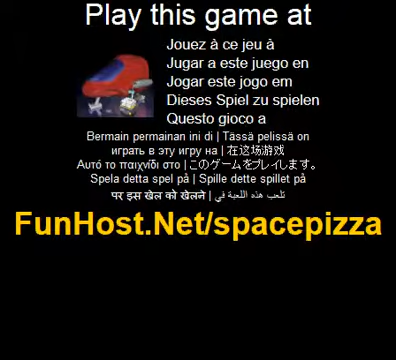 Play this game at
Jouez à ce jeu à
Jugar a este juego en
Jogar este jogo em
Dieses Spiel zu spielen
Questo gioco a
Bermain permainan ini di | Tässä pelissä on
играть в эту игру на | 在这场游戏
Αυτό το παιχνίδι στο | このゲームをプレイします。
Spela detta spel på | Spille dette spillet på
पर इस खेल को खेलने | تلعب هذه اللعبة في
FunHost.Net/spacepizza